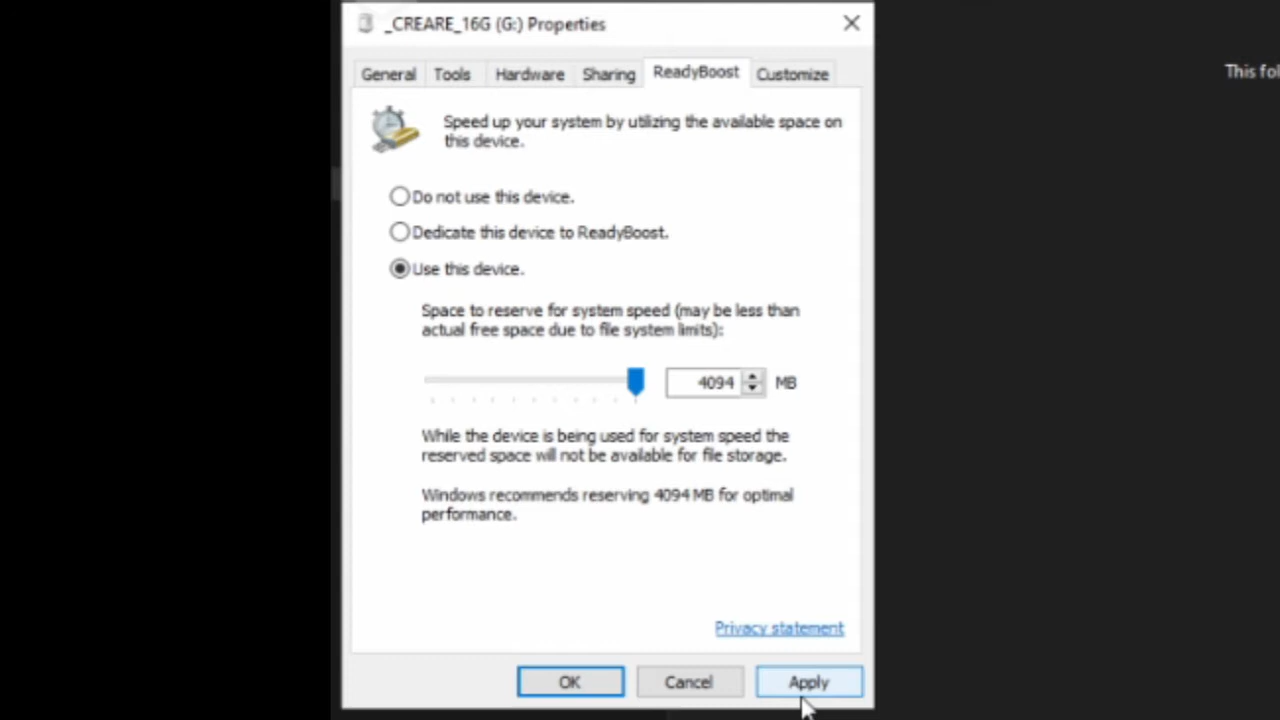 _CREARE_16G (G:) Properties
General Tools Hardware Sharing ReadyBoost Customize
This fol
Speed up your system by utilizing the available space on
this device.
Do not use this device.
Dedicate this device to ReadyBoost.
Use this device.
Space to reserve for system speed (may be less than
actual free space due to file system limits):
4094 MB
While the device is being used for system speed the
reserved space will not be available for file storage.
Windows recommends reserving 4094 MB for optimal
performance.
Privacy statement
OK Cancel Apply